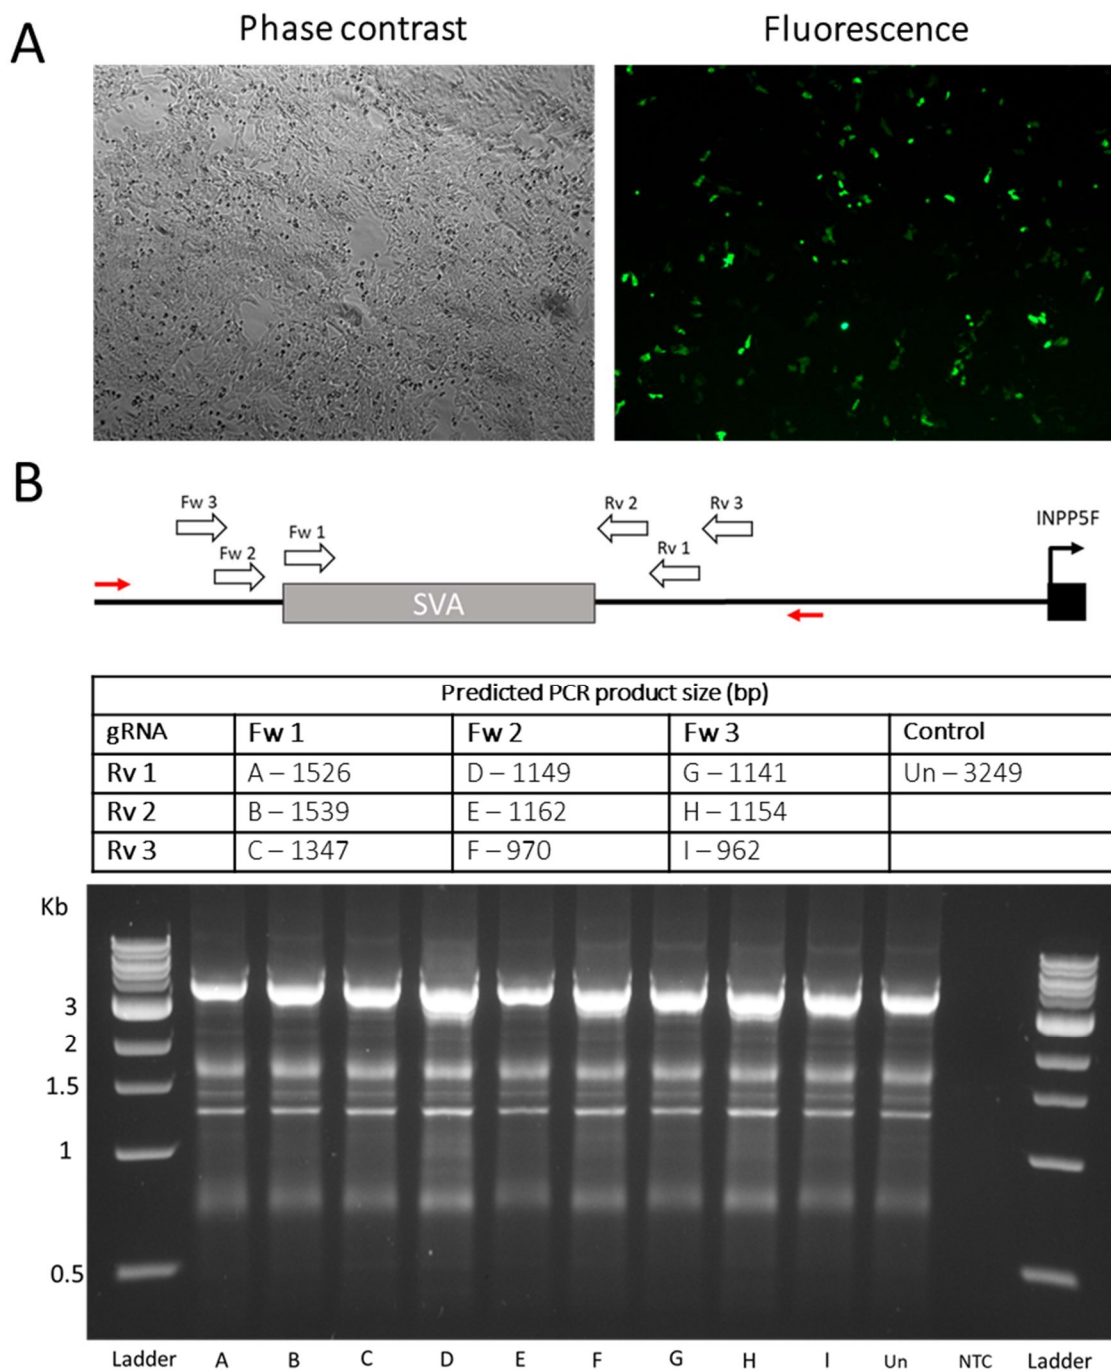 A
Phase contrast Fluorescence
B
Fw 3 Rv 2 Rv 3 INPP5F
Fw 1
Fw 2 Rv 1
SVA
Predicted PCR product size (bp)
gRNA Fw 1 Fw 2 Fw 3 Control
Rv 1 A – 1526 D – 1149 G – 1141 Un – 3249
Rv 2 B – 1539 E – 1162 H – 1154
Rv 3 C – 1347 F – 970 I – 962
Kb
3
2
1.5
1
0.5
Ladder A B C D E F G H I Un NTC Ladder